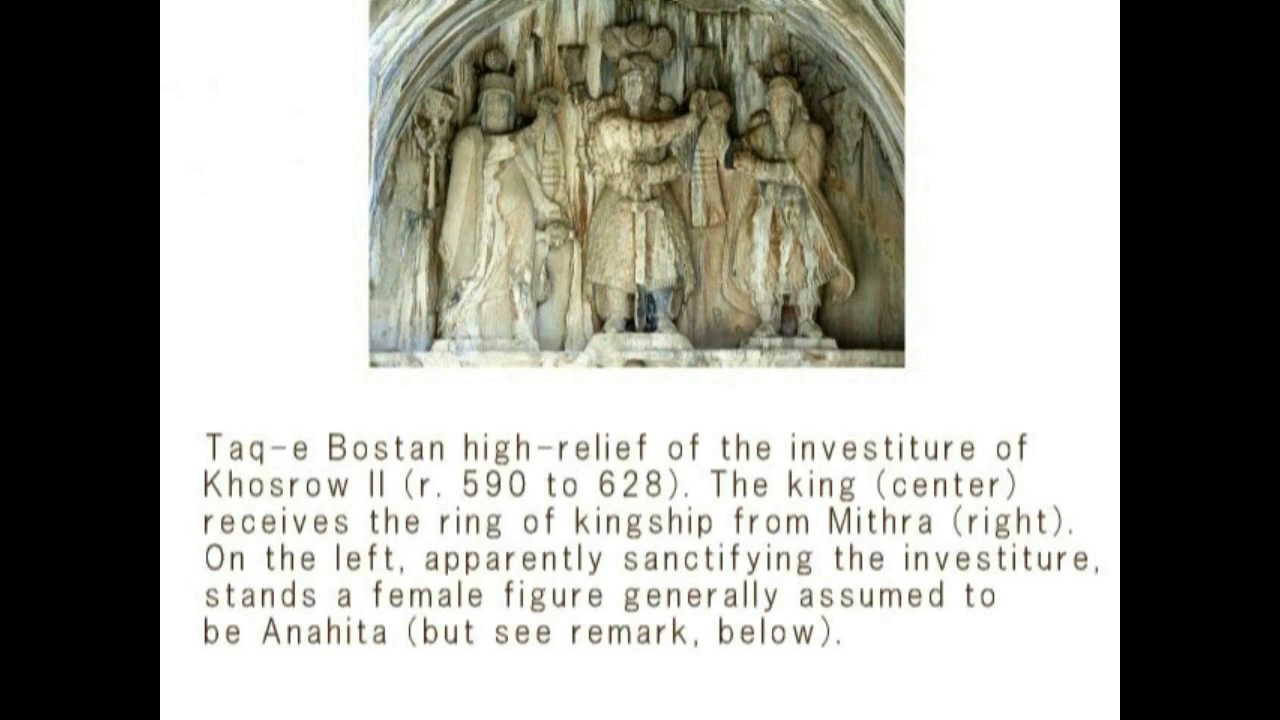 Taq-e Bostan high-relief of the investiture of
Khosrow II (r. 590 to 628). The king (center)
receives the ring of kingship from Mithra (right).
On the left, apparently sanctifying the investiture,
stands a female figure generally assumed to
be Anahita (but see remark, below).